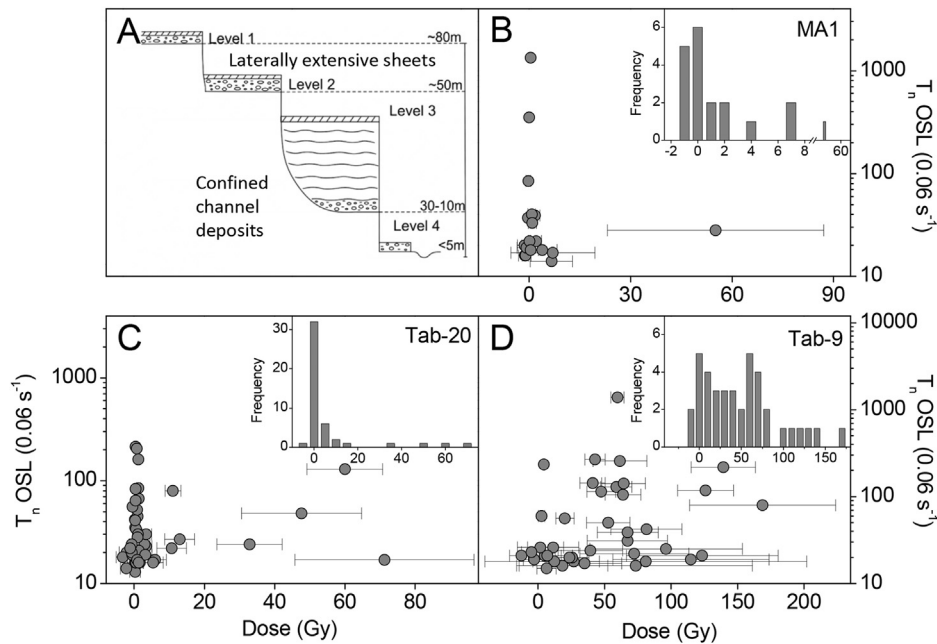 A
Level 1
~80m
Laterally extensive sheets
Level 2
~50m
Level 3
Confined
channel
deposits
30-10m
Level 4
<5m
B
MA1
Frequency
6
4
2
0
-2 0 2 4 6 8 60
1000
100
10
Tn OSL (0.06 s-1)
0 30 60 90
C
Tab-20
Frequency
30
20
10
0
0 20 40 60
1000
100
10
Tn OSL (0.06 s-1)
0 20 40 60 80
Dose (Gy)
D
Tab-9
Frequency
6
4
2
0
0 50 100 150
10000
1000
100
10
Tn OSL (0.06 s-1)
0 50 100 150 200
Dose (Gy)